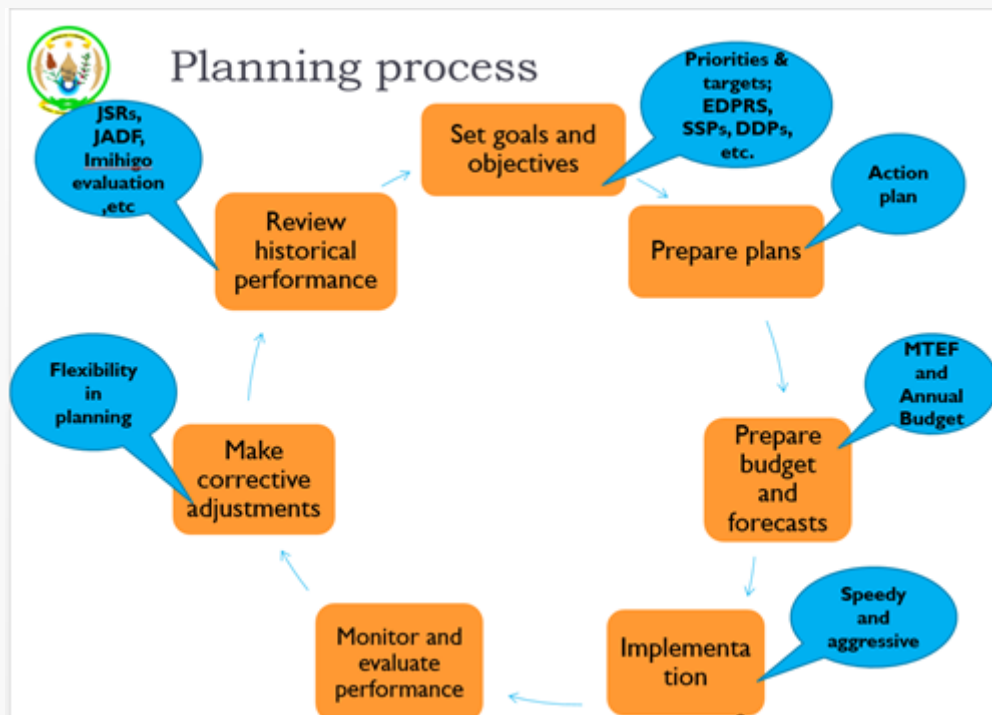 Planning process
JSRs,
JADF,
Imihigo
evaluation
,etc
Set goals and
objectives
Priorities &
targets;
EDPRS,
SSPs, DDPs,
etc.
Action
plan
Review
historical
performance
Prepare plans
Flexibility
in
planning
MTEF
and
Annual
Budget
Make
corrective
adjustments
Prepare
budget
and
forecasts
Speedy
and
aggressive
Monitor and
evaluate
performance
Implementa
tion